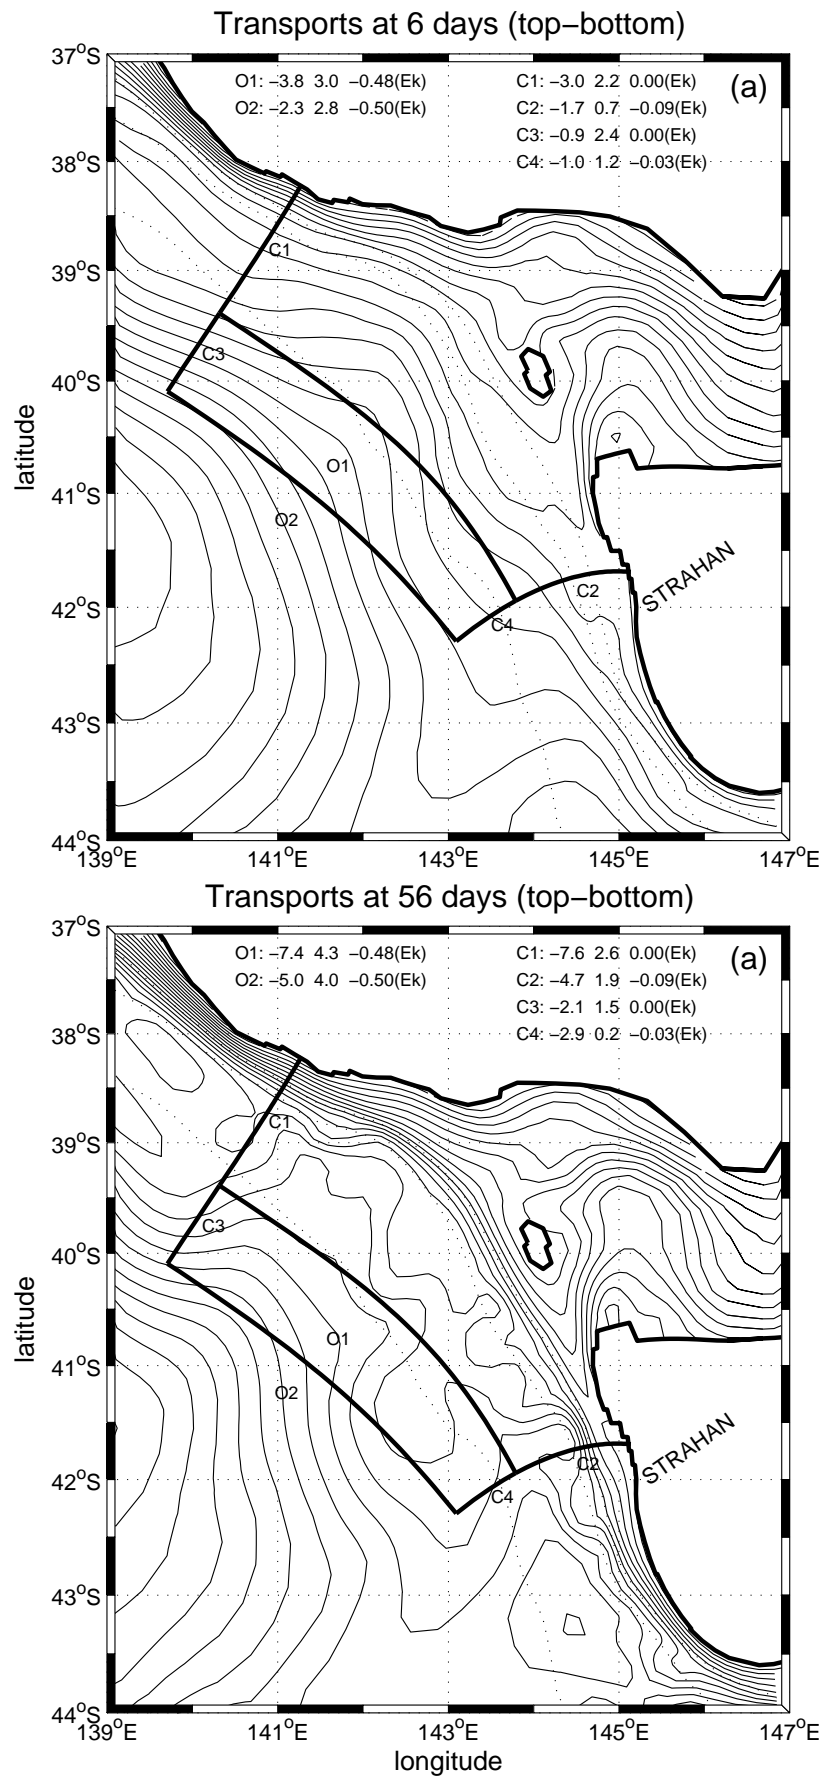 Transports at 6 days (top−bottom)
O1: −3.8 3.0 −0.48(Ek)
O2: −2.3 2.8 −0.50(Ek)
C1: −3.0 2.2 0.00(Ek)
C2: −1.7 0.7 −0.09(Ek)
C3: −0.9 2.4 0.00(Ek)
C4: −1.0 1.2 −0.03(Ek)
(a)
37°S
38°S
39°S
40°S
41°S
42°S
43°S
44°S
latitude
C1
C3
O1
O2
C2
C4
STRAHAN
139°E 141°E 143°E 145°E 147°E
Transports at 56 days (top−bottom)
O1: −7.4 4.3 −0.48(Ek)
O2: −5.0 4.0 −0.50(Ek)
C1: −7.6 2.6 0.00(Ek)
C2: −4.7 1.9 −0.09(Ek)
C3: −2.1 1.5 0.00(Ek)
C4: −2.9 0.2 −0.03(Ek)
(a)
37°S
38°S
39°S
40°S
41°S
42°S
43°S
44°S
latitude
C1
C3
O1
O2
C2
C4
STRAHAN
139°E 141°E 143°E 145°E 147°E
longitude